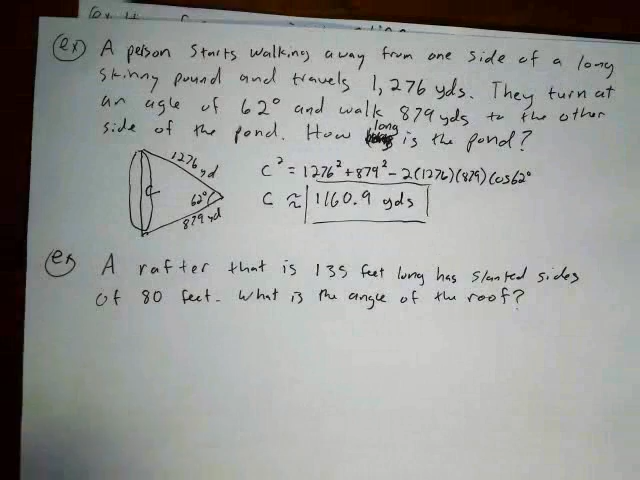 ex) A person starts walking away from one side of a long
skinny pound and travels 1,276 yds. They turn at
an agle of 62° and walk 879 yds to the other
side of the pond. How long is the pond?
1276 yd
C
62°
879 yd
C² = 1276² + 879² - 2(1276)(879)(cos62°
C ≈ 1160.9 yds
ex) A rafter that is 135 feet long has slanted sides
of 80 feet. What is the angle of the roof?